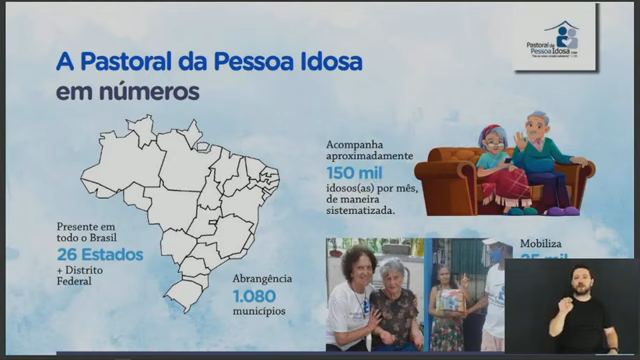 A Pastoral da Pessoa Idosa
em números
Pastoral da
Pessoa Idosa
Acompanha
aproximadamente
150 mil
idosos(as) por mês,
de maneira
sistematizada.
Presente em
todo o Brasil
26 Estados
+ Distrito
Federal
Abrangência
1.080
municípios
Mobiliza